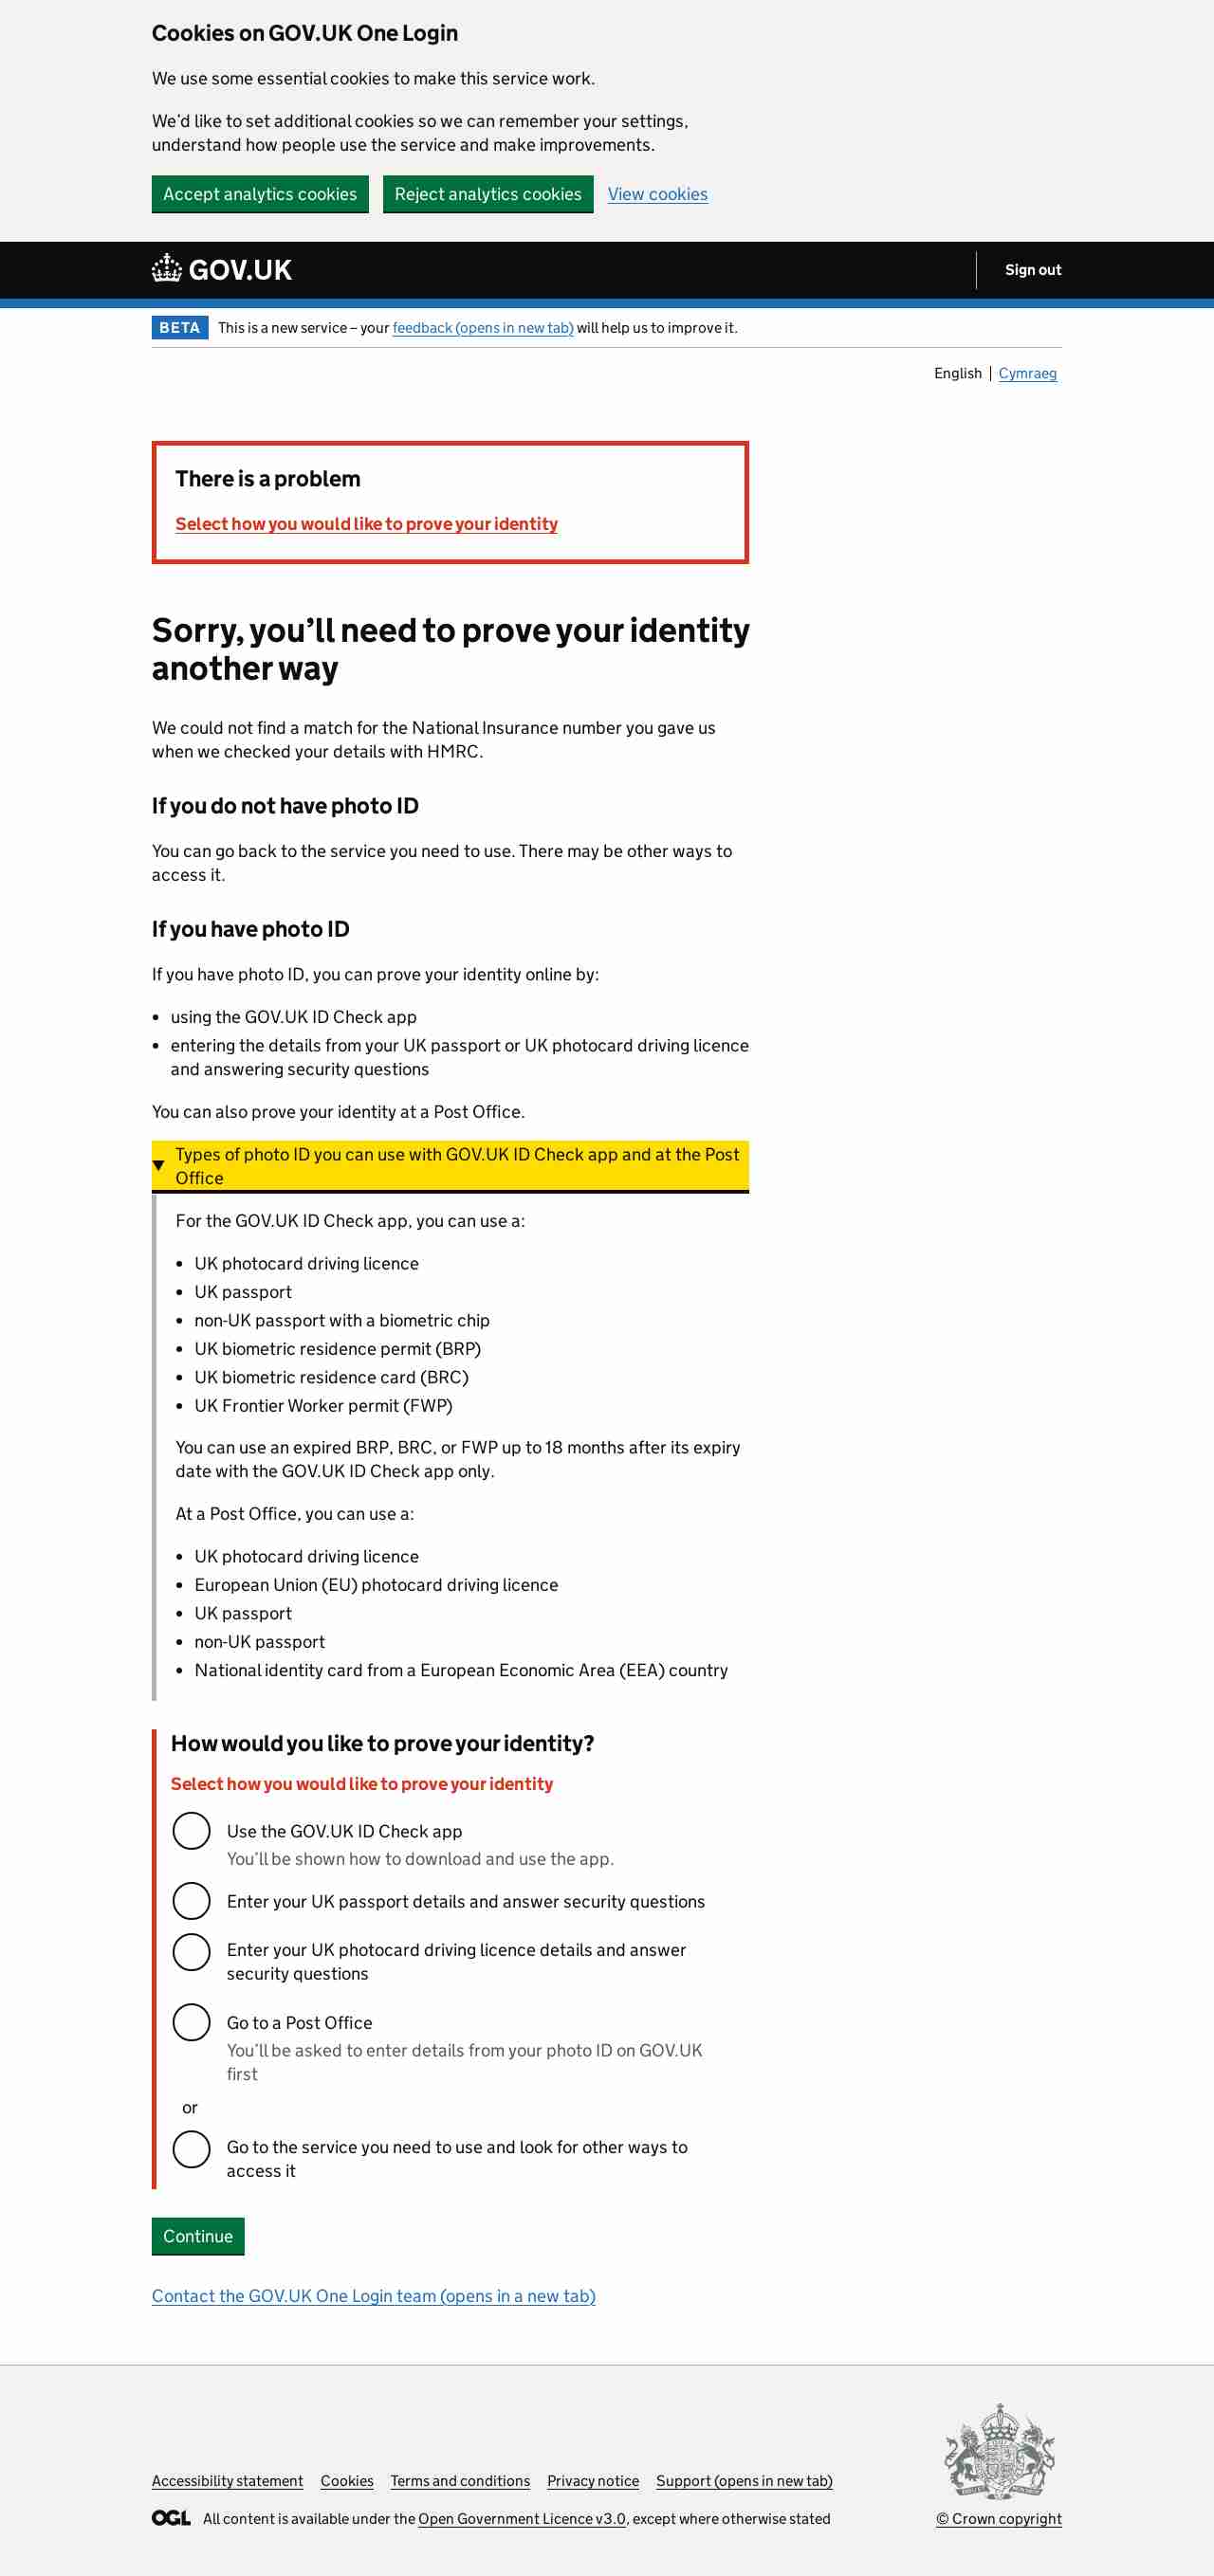 Cookies on GOV.UK One Login
We use some essential cookies to make this service work.
We’d like to set additional cookies so we can remember your settings,
understand how people use the service and make improvements.
Accept analytics cookies Reject analytics cookies View cookies
GOV.UK Sign out
BETA This is a new service – your feedback (opens in new tab) will help us to improve it.
English | Cymraeg
There is a problem
Select how you would like to prove your identity
Sorry, you’ll need to prove your identity
another way
We could not find a match for the National Insurance number you gave us
when we checked your details with HMRC.
If you do not have photo ID
You can go back to the service you need to use. There may be other ways to
access it.
If you have photo ID
If you have photo ID, you can prove your identity online by:
• using the GOV.UK ID Check app
• entering the details from your UK passport or UK photocard driving licence
and answering security questions
You can also prove your identity at a Post Office.
Types of photo ID you can use with GOV.UK ID Check app and at the Post
Office
For the GOV.UK ID Check app, you can use a:
• UK photocard driving licence
• UK passport
• non-UK passport with a biometric chip
• UK biometric residence permit (BRP)
• UK biometric residence card (BRC)
• UK Frontier Worker permit (FWP)
You can use an expired BRP, BRC, or FWP up to 18 months after its expiry
date with the GOV.UK ID Check app only.
At a Post Office, you can use a:
• UK photocard driving licence
• European Union (EU) photocard driving licence
• UK passport
• non-UK passport
• National identity card from a European Economic Area (EEA) country
How would you like to prove your identity?
Select how you would like to prove your identity
Use the GOV.UK ID Check app
You’ll be shown how to download and use the app.
Enter your UK passport details and answer security questions
Enter your UK photocard driving licence details and answer
security questions
Go to a Post Office
You’ll be asked to enter details from your photo ID on GOV.UK
first
or
Go to the service you need to use and look for other ways to
access it
Continue
Contact the GOV.UK One Login team (opens in a new tab)
Accessibility statement Cookies Terms and conditions Privacy notice Support (opens in new tab)
OGL All content is available under the Open Government Licence v3.0, except where otherwise stated
© Crown copyright